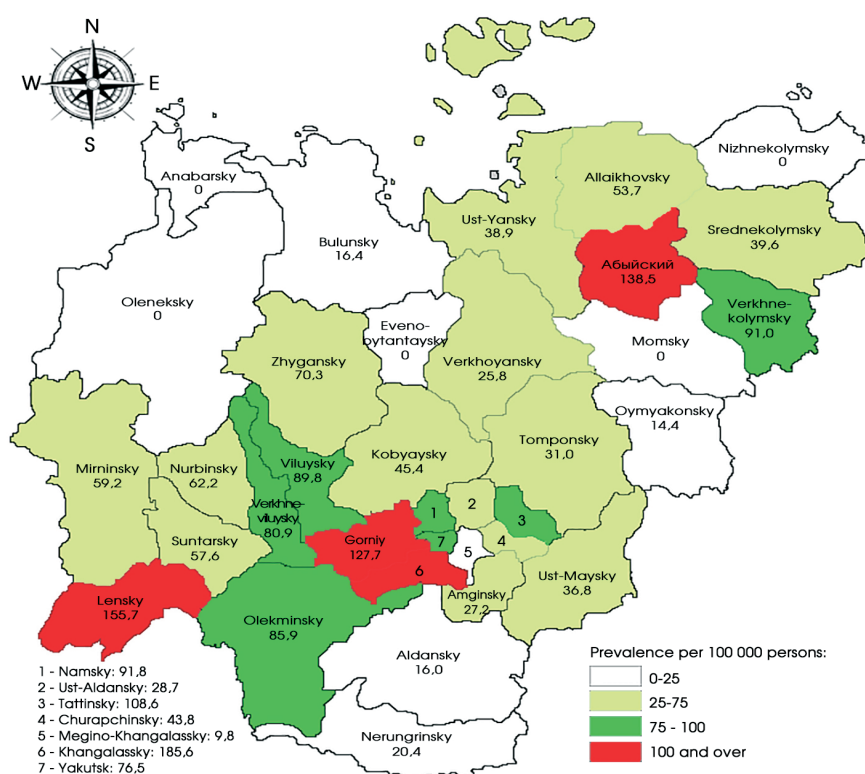 N
W E
S
Nizhnekolymsky
0
Anabarsky
0
Allaikhovsky
53,7
Ust-Yansky
38,9
Srednekolymsky
39,6
Bulunsky
16,4
Абыйский
138,5
Oleneksky
0
Verkhne-
kolymsky
91,0
Eveno-
bytantaysky
0
Momsky
0
Zhygansky
70,3
Verkhoyansky
25,8
Oymyakonsky
14,4
Tomponsky
31,0
Kobyaysky
45,4
Mirninsky
59,2
Nurbinsky
62,2
Viluysky
89,8
Verkhne-
viluysky
80,9
1
2
3
Suntarsky
57,6
Gorniy
127,7
7
4
5
6
Ust-Maysky
36,8
Lensky
155,7
Amginsky
27,2
Olekminsky
85,9
Aldansky
16,0
Nerungrinsky
20,4
1 - Namsky: 91,8
2 - Ust-Aldansky: 28,7
3 - Tattinsky: 108,6
4 - Churapchinsky: 43,8
5 - Megino-Khangalassky: 9,8
6 - Khangalassky: 185,6
7 - Yakutsk: 76,5
Prevalence per 100 000 persons:
0-25
25-75
75 - 100
100 and over